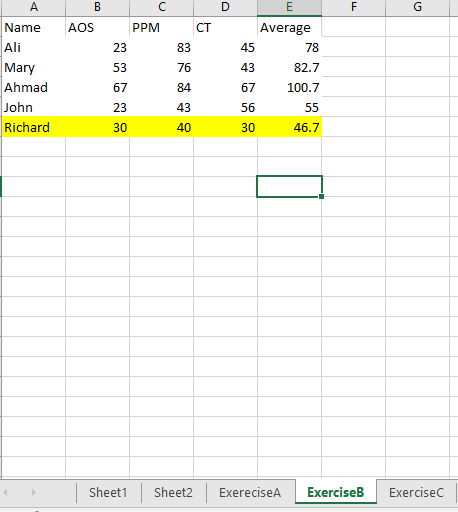 A B C D E F G
Name AOS PPM CT Average
Ali 23 83 45 78
Mary 53 76 43 82.7
Ahmad 67 84 67 100.7
John 23 43 56 55
Richard 30 40 30 46.7
Sheet1 Sheet2 ExereciseA ExerciseB ExerciseC